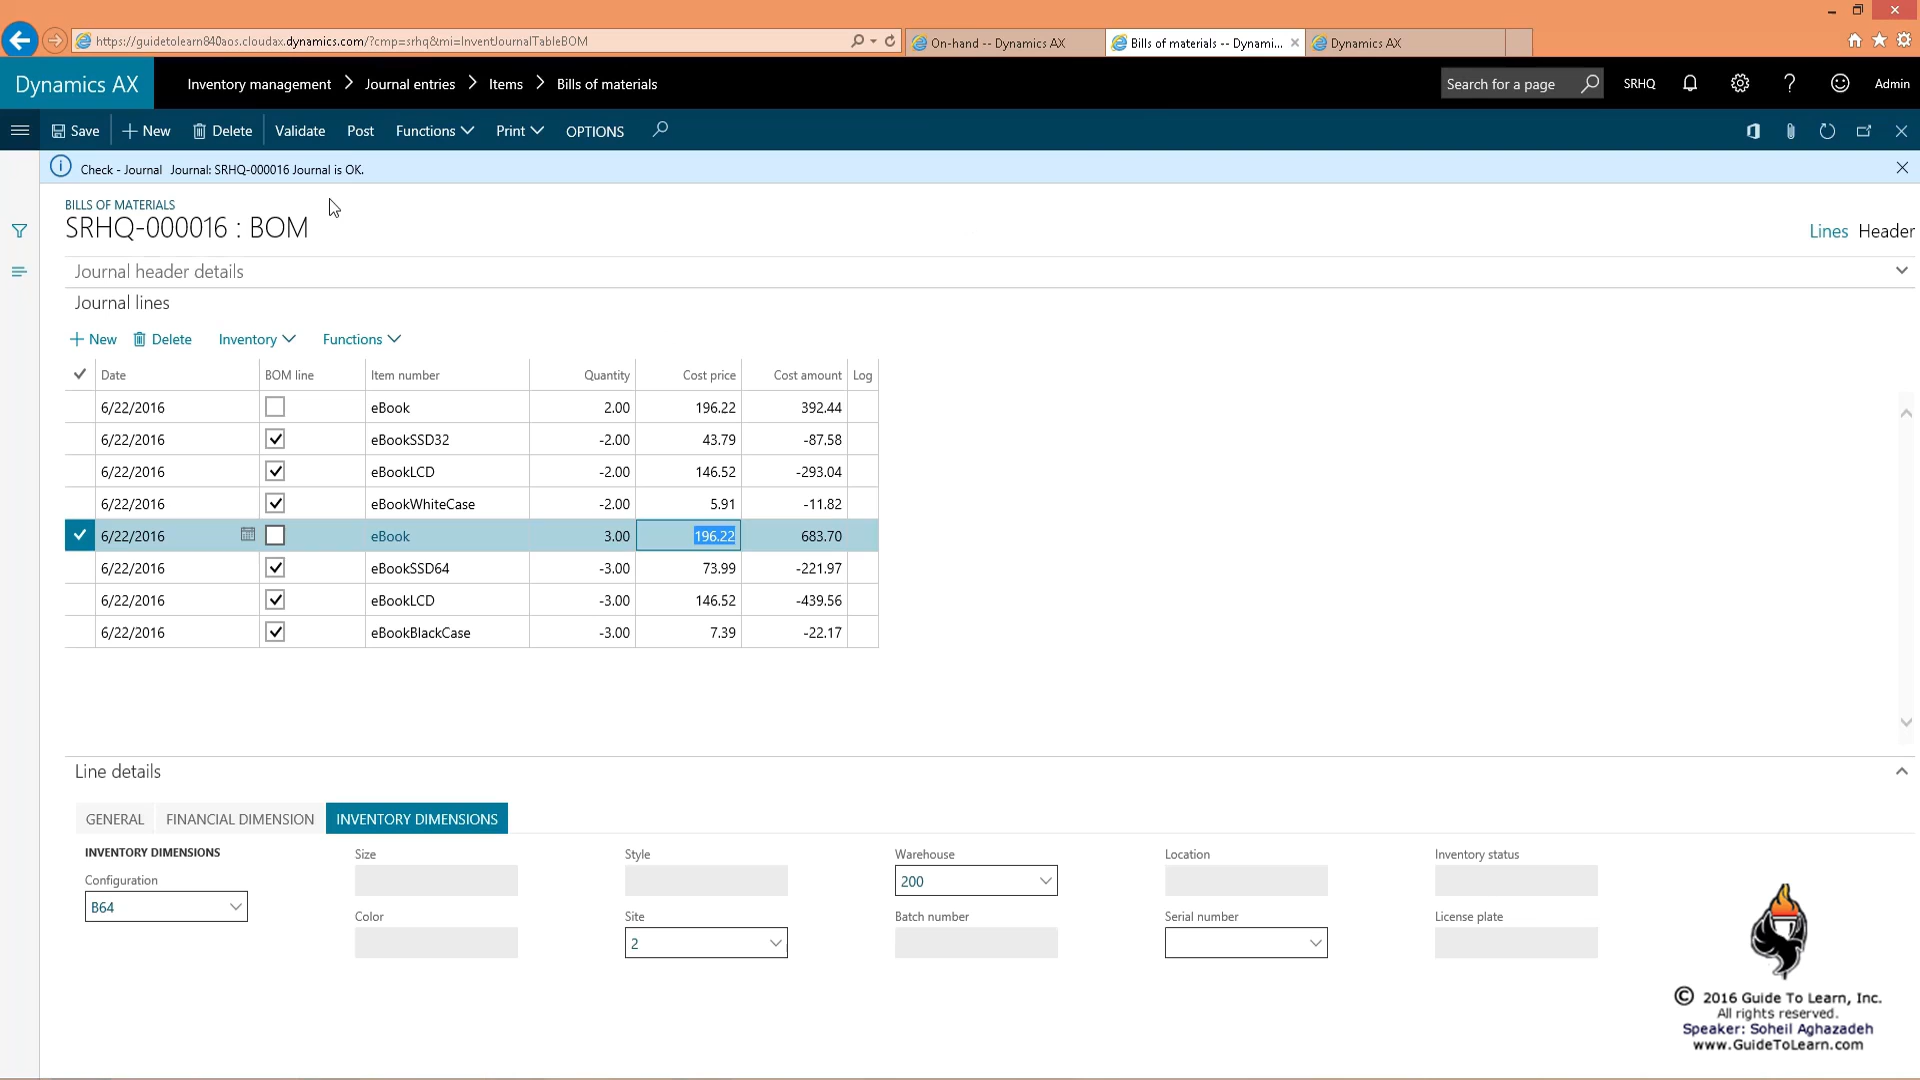 https://guidetolearn840aos.cloudax.dynamics.com/?cmp=srhq&mi=InventJournalTableBOM
On-hand -- Dynamics AX
Bills of materials -- Dynami...
Dynamics AX
Dynamics AX
Inventory management > Journal entries > Items > Bills of materials
Search for a page
SRHQ
Admin
Save
New
Delete
Validate
Post
Functions
Print
OPTIONS
Check - Journal Journal: SRHQ-000016 Journal is OK.
BILLS OF MATERIALS
SRHQ-000016 : BOM
Lines Header
Journal header details
Journal lines
New Delete Inventory Functions
Date BOM line Item number Quantity Cost price Cost amount Log
6/22/2016 eBook 2.00 196.22 392.44
6/22/2016 eBookSSD32 -2.00 43.79 -87.58
6/22/2016 eBookLCD -2.00 146.52 -293.04
6/22/2016 eBookWhiteCase -2.00 5.91 -11.82
6/22/2016 eBook 3.00 196.22 683.70
6/22/2016 eBookSSD64 -3.00 73.99 -221.97
6/22/2016 eBookLCD -3.00 146.52 -439.56
6/22/2016 eBookBlackCase -3.00 7.39 -22.17
Line details
GENERAL FINANCIAL DIMENSION INVENTORY DIMENSIONS
INVENTORY DIMENSIONS
Configuration
B64
Size
Color
Style
Site
2
Warehouse
200
Batch number
Location
Serial number
Inventory status
License plate
© 2016 Guide To Learn, Inc.
All rights reserved.
Speaker: Soheil Aghazadeh
www.GuideToLearn.com